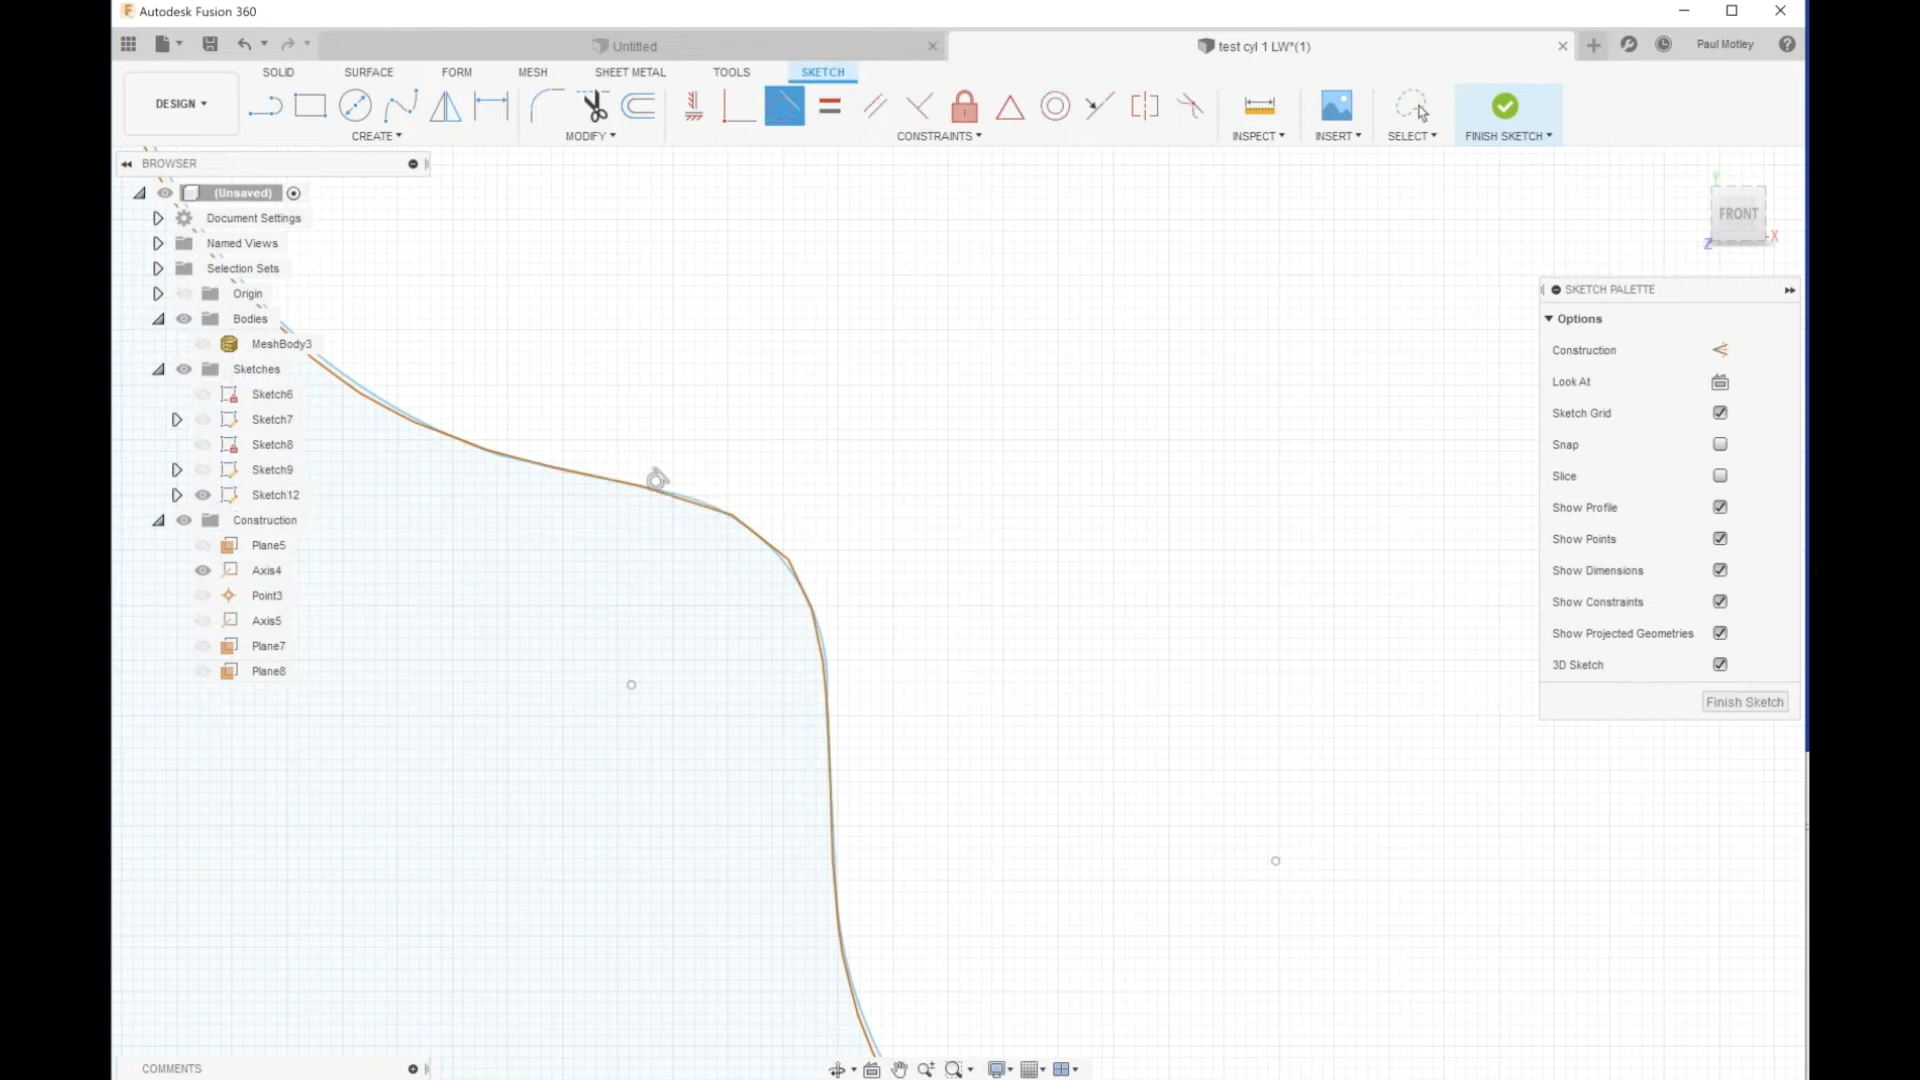 Autodesk Fusion 360
Untitled
test cyl 1 LW*(1)
Paul Motley
SOLID SURFACE FORM MESH SHEET METAL TOOLS SKETCH
DESIGN
CREATE MODIFY CONSTRAINTS INSPECT INSERT SELECT FINISH SKETCH
BROWSER
(Unsaved)
Document Settings
Named Views
Selection Sets
Origin
Bodies
MeshBody3
Sketches
Sketch6
Sketch7
Sketch8
Sketch9
Sketch12
Construction
Plane5
Axis4
Point3
Axis5
Plane7
Plane8
COMMENTS
Y
FRONT
Z
X
SKETCH PALETTE
Options
Construction
Look At
Sketch Grid
Snap
Slice
Show Profile
Show Points
Show Dimensions
Show Constraints
Show Projected Geometries
3D Sketch
Finish Sketch